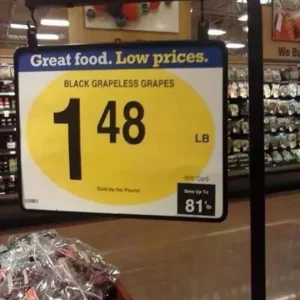 Great food. Low prices.
BLACK GRAPELESS GRAPES
1 48
LB
With Card
Sold by the Pound
Save Up To
81